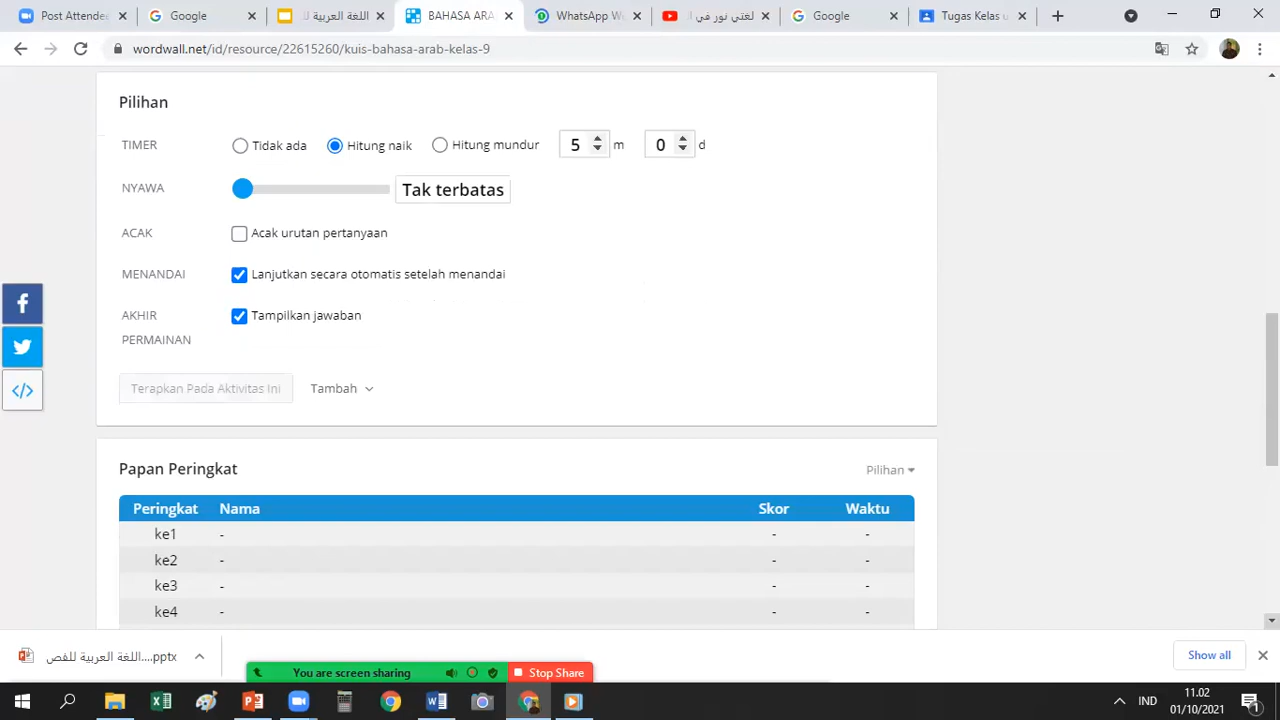 Post Attende
Google
اللغة العربية للـ
BAHASA ARA
WhatsApp W
لغتي نور في ال
Google
Tugas Kelas u
wordwall.net/id/resource/22615260/kuis-bahasa-arab-kelas-9
Pilihan
TIMER Tidak ada Hitung naik Hitung mundur 5 m 0 d
NYAWA Tak terbatas
ACAK Acak urutan pertanyaan
MENANDAI Lanjutkan secara otomatis setelah menandai
AKHIR PERMAINAN Tampilkan jawaban
Terapkan Pada Aktivitas Ini Tambah
Papan Peringkat Pilihan
Peringkat Nama Skor Waktu
ke1 - - -
ke2 - - -
ke3 - - -
ke4 - - -
اللغة العربية للفص....pptx
Show all
You are screen sharing Stop Share
IND
11.02
01/10/2021